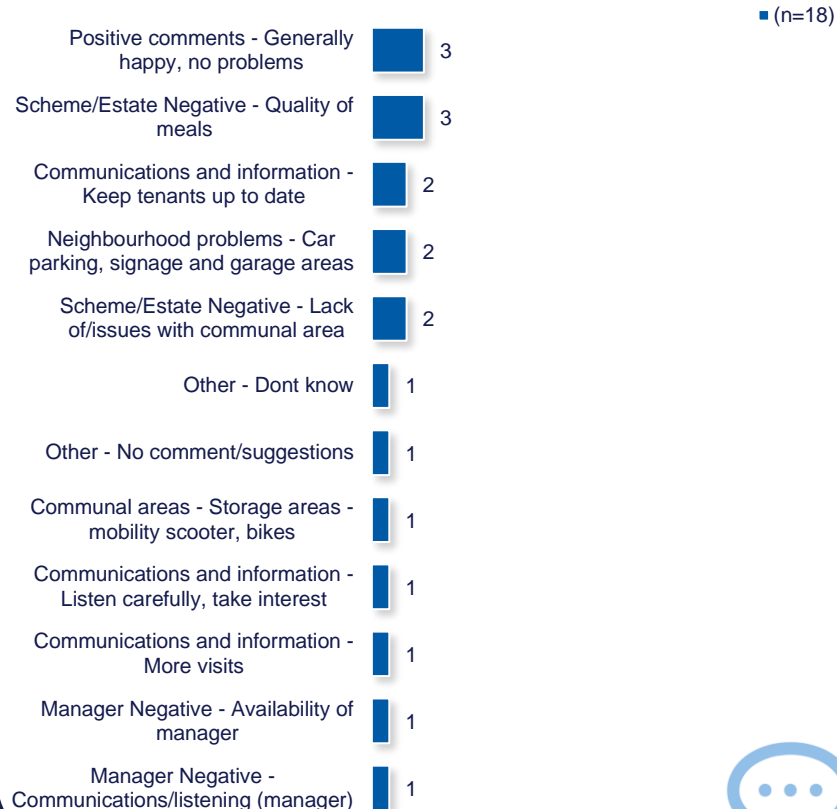 (n=18)
Positive comments - Generally
happy, no problems
3
Scheme/Estate Negative - Quality of
meals
3
Communications and information -
Keep tenants up to date
2
Neighbourhood problems - Car
parking, signage and garage areas
2
Scheme/Estate Negative - Lack
of/issues with communal area
2
Other - Dont know
1
Other - No comment/suggestions
1
Communal areas - Storage areas -
mobility scooter, bikes
1
Communications and information -
Listen carefully, take interest
1
Communications and information -
More visits
1
Manager Negative - Availability of
manager
1
Manager Negative -
Communications/listening (manager)
1